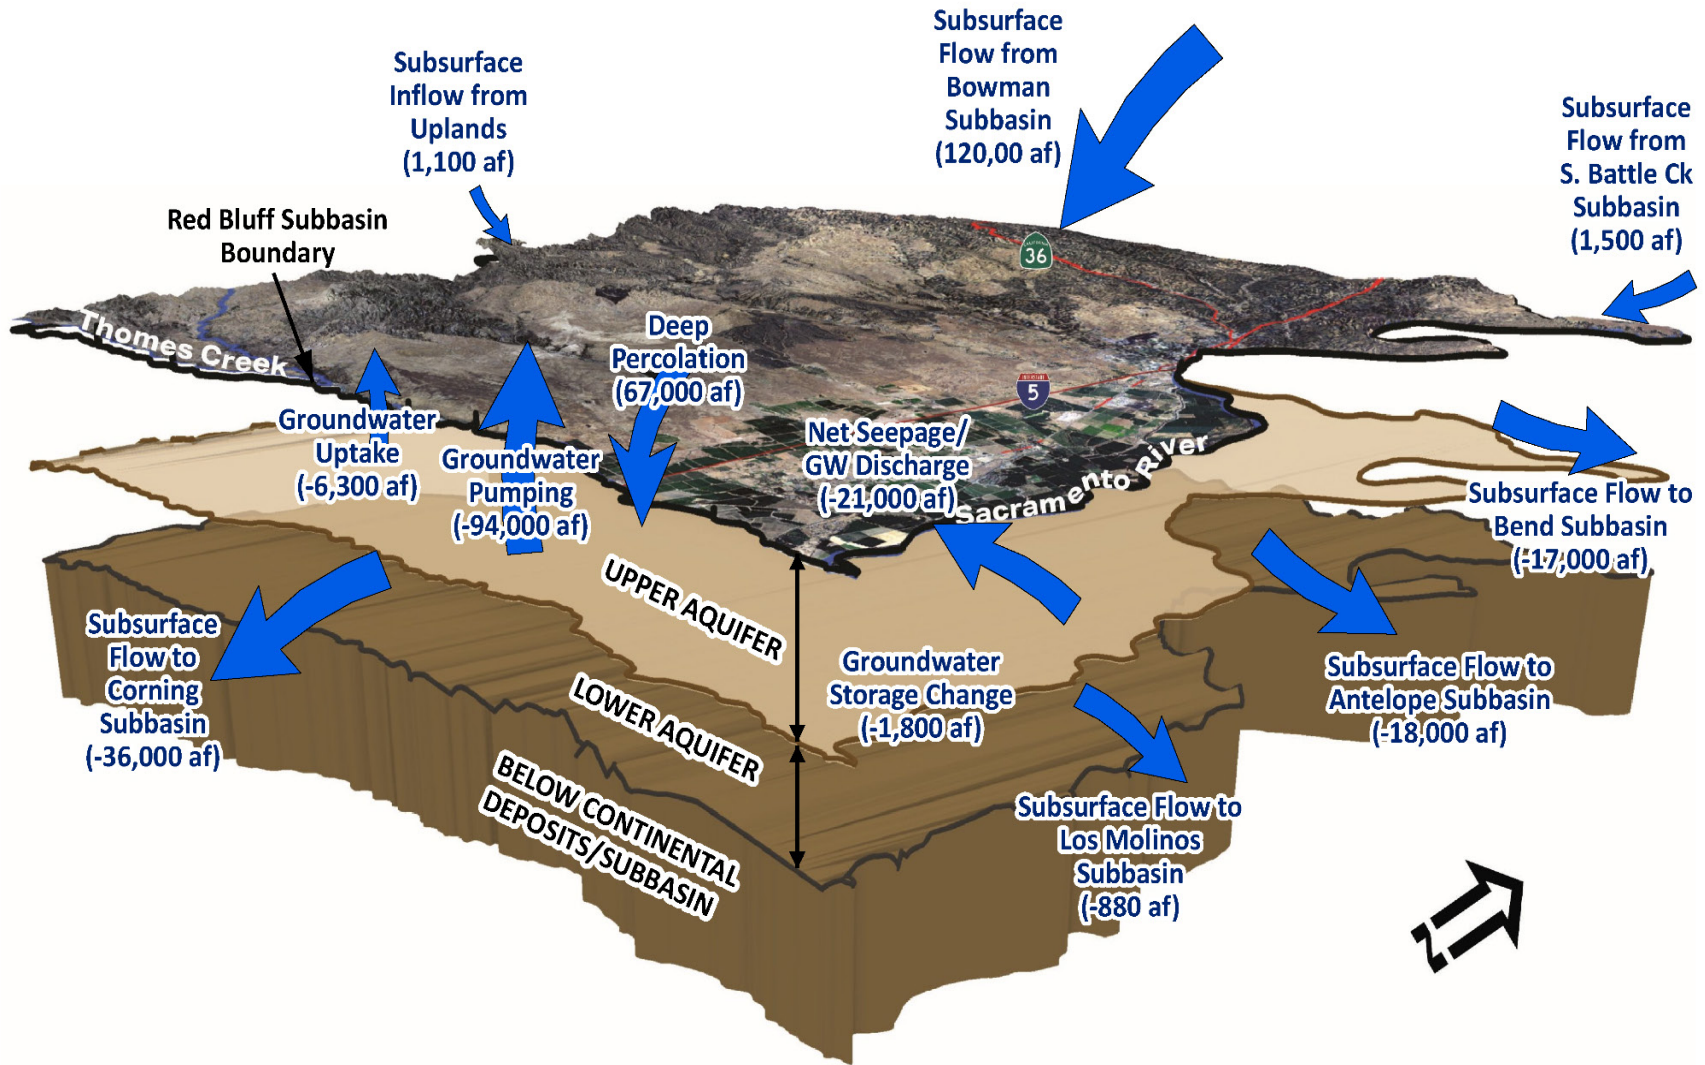 Subsurface
Flow from
Bowman
Subbasin
(120,00 af)
Subsurface
Inflow from
Uplands
(1,100 af)
Subsurface
Flow from
S. Battle Ck
Subbasin
(1,500 af)
Red Bluff Subbasin
Boundary
36
Thomes Creek
Deep
Percolation
(67,000 af)
5
Groundwater
Uptake
(-6,300 af)
Groundwater
Pumping
(-94,000 af)
Net Seepage/
GW Discharge
(-21,000 af)
Sacramento River
Subsurface Flow to
Bend Subbasin
(-17,000 af)
UPPER AQUIFER
Subsurface
Flow to
Corning
Subbasin
(-36,000 af)
LOWER AQUIFER
Groundwater
Storage Change
(-1,800 af)
Subsurface Flow to
Antelope Subbasin
(-18,000 af)
BELOW CONTINENTAL
DEPOSITS/SUBBASIN
Subsurface Flow to
Los Molinos
Subbasin
(-880 af)
N